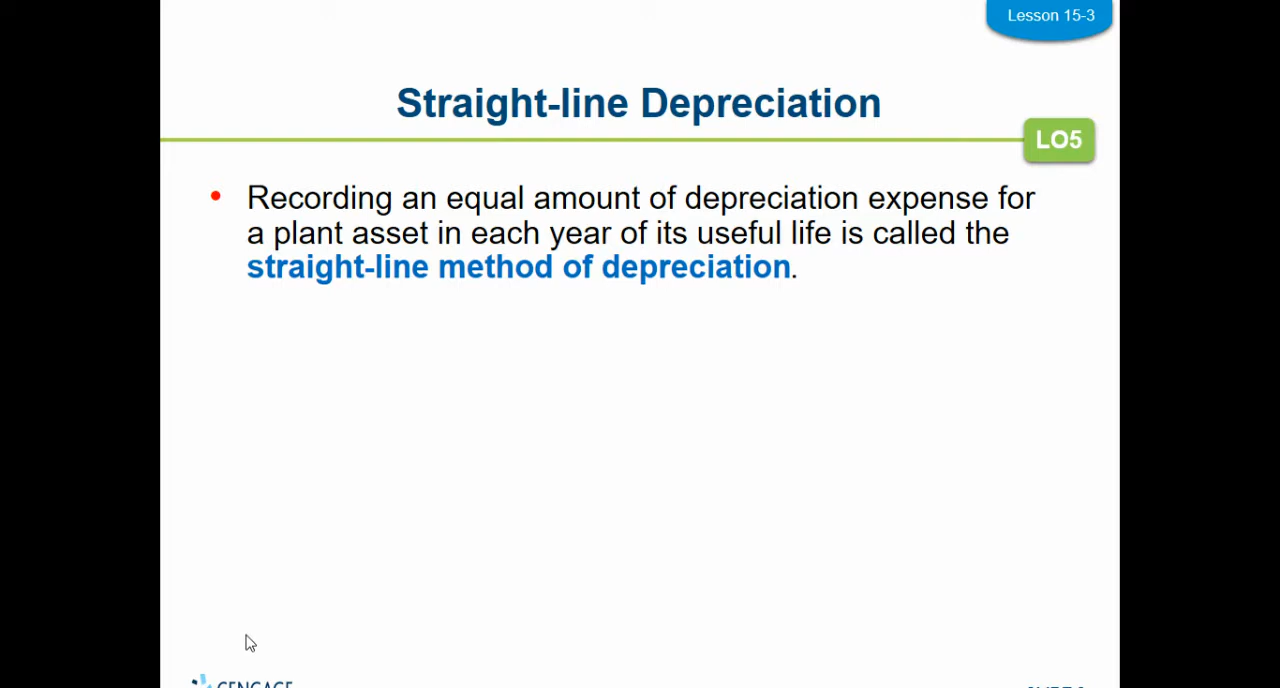 Lesson 15-3
Straight-line Depreciation
LO5
• Recording an equal amount of depreciation expense for
a plant asset in each year of its useful life is called the
straight-line method of depreciation.
CENGAGE